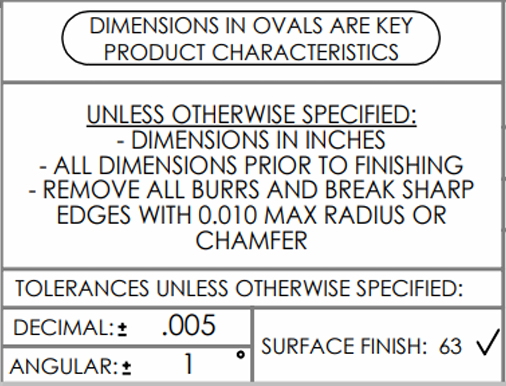 DIMENSIONS IN OVALS ARE KEY
PRODUCT CHARACTERISTICS
UNLESS OTHERWISE SPECIFIED:
- DIMENSIONS IN INCHES
- ALL DIMENSIONS PRIOR TO FINISHING
- REMOVE ALL BURRS AND BREAK SHARP
EDGES WITH 0.010 MAX RADIUS OR
CHAMFER
TOLERANCES UNLESS OTHERWISE SPECIFIED:
DECIMAL: ± .005
ANGULAR: ± 1 °
SURFACE FINISH: 63 √